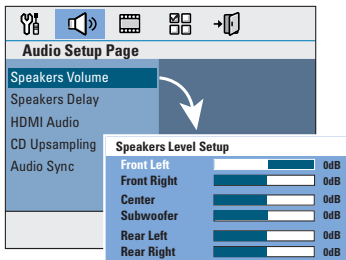 Audio Setup Page
Speakers Volume
Speakers Delay
HDMI Audio
CD Upsampling
Audio Sync
Speakers Level Setup
Front Left 0dB
Front Right 0dB
Center 0dB
Subwoofer 0dB
Rear Left 0dB
Rear Right 0dB